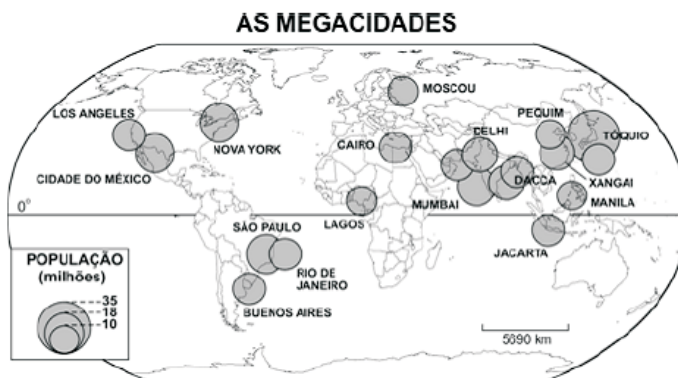 AS MEGACIDADES
MOSCOU
LOS ANGELES
PEQUIM
DELHI
TÓQUIO
NOVA YORK
CAIRO
CIDADE DO MÉXICO
DACCA
XANGAI
MUMBAI
MANILA
0°
LAGOS
SÃO PAULO
JACARTA
POPULAÇÃO
(milhões)
RIO DE
JANEIRO
35
18
10
BUENOS AIRES
5690 km